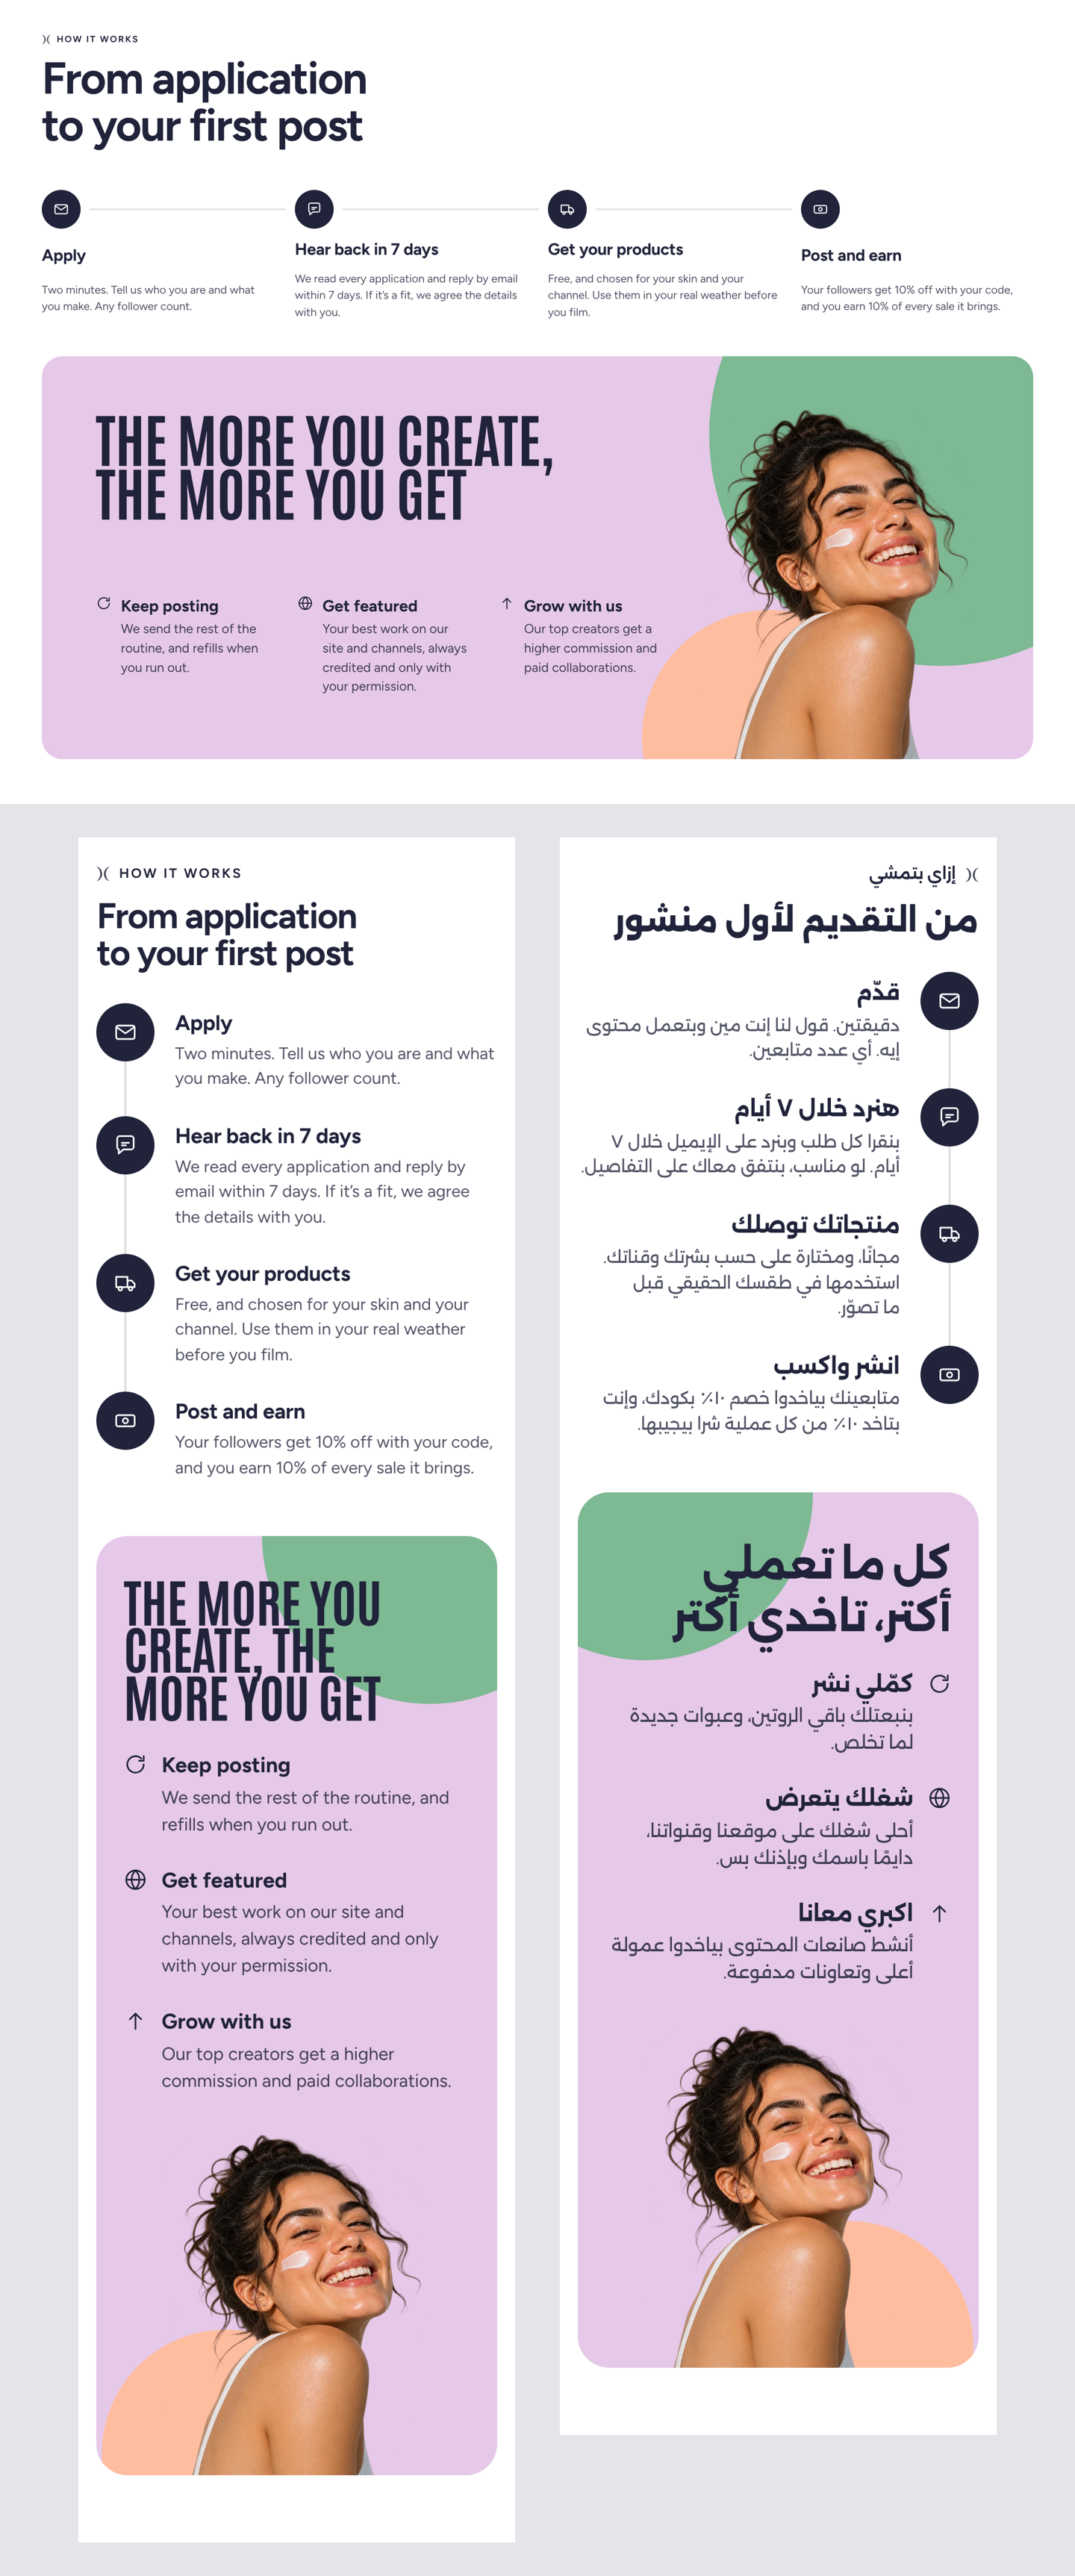 HOW IT WORKS
From application
to your first post
Apply
Two minutes. Tell us who you are and what
you make. Any follower count.
Hear back in 7 days
We read every application and reply by email
within 7 days. If it’s a fit, we agree the details
with you.
Get your products
Free, and chosen for your skin and your
channel. Use them in your real weather before
you film.
Post and earn
Your followers get 10% off with your code,
and you earn 10% of every sale it brings.
THE MORE YOU CREATE,
THE MORE YOU GET
Keep posting
We send the rest of the
routine, and refills when
you run out.
Get featured
Your best work on our
site and channels, always
credited and only with
your permission.
Grow with us
Our top creators get a
higher commission and
paid collaborations.
HOW IT WORKS
From application
to your first post
Apply
Two minutes. Tell us who you are and what
you make. Any follower count.
Hear back in 7 days
We read every application and reply by
email within 7 days. If it’s a fit, we agree
the details with you.
Get your products
Free, and chosen for your skin and your
channel. Use them in your real weather
before you film.
Post and earn
Your followers get 10% off with your code,
and you earn 10% of every sale it brings.
THE MORE YOU
CREATE, THE
MORE YOU GET
Keep posting
We send the rest of the routine, and
refills when you run out.
Get featured
Your best work on our site and
channels, always credited and only
with your permission.
Grow with us
Our top creators get a higher
commission and paid collaborations.
إزاي بتمشي
من التقديم لأول منشور
قدّم
دقيقتين. قول لنا إنت مين وبتعمل محتوى
إيه. أي عدد متابعين.
هنرد خلال ٧ أيام
بنقرا كل طلب وبنرد على الإيميل خلال ٧
أيام. لو مناسب، بنتفق معاك على التفاصيل.
منتجاتك توصلك
مجانًا، ومختارة على حسب بشرتك وقناتك.
استخدمها في طقسك الحقيقي قبل
ما تصوّر.
انشر واكسب
متابعينك بياخدوا خصم ١٠٪ بكودك، وإنت
بتاخد ١٠٪ من كل عملية شرا بيجيبها.
كل ما تعملي
أكتر، تاخدي أكتر
كمّلي نشر
بنبعتلك باقي الروتين، وعبوات جديدة
لما تخلص.
شغلك يتعرض
أحلى شغلك على موقعنا وقنواتنا،
دايمًا باسمك وبإذنك بس.
اكبري معانا
أنشط صانعات المحتوى بياخدوا عمولة
أعلى وتعاونات مدفوعة.